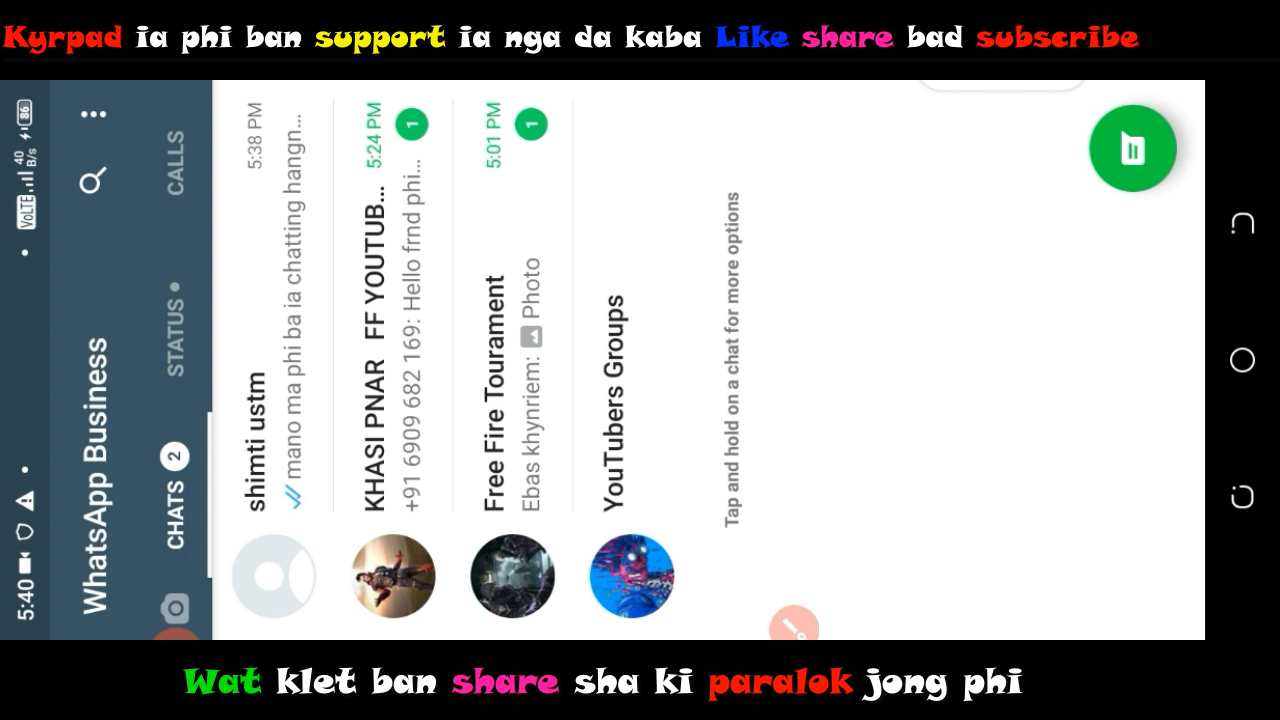 Kyrpad ia phi ban support ia nga da kaba Like share bad subscribe
5:40 VoLTE 40 B/s 86
WhatsApp Business
CHATS 2 STATUS CALLS
shimti ustm 5:38 PM
mano ma phi ba ia chatting hangn...
KHASI PNAR FF YOUTUB... 5:24 PM
+91 6909 682 169: Hello frnd phi... 1
Free Fire Tourament 5:01 PM
Ebas khynriem: Photo 1
YouTubers Groups
Tap and hold on a chat for more options
Wat klet ban share sha ki paralok jong phi